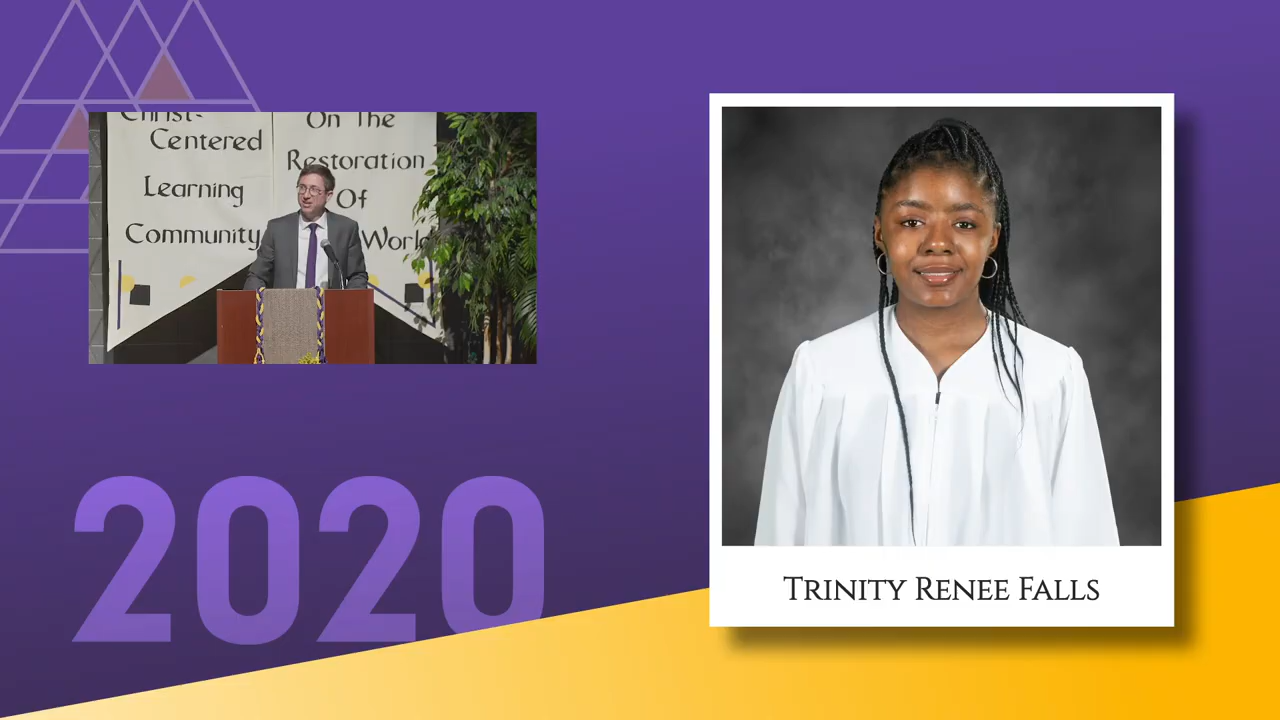 Christ-
Centered
Learning
Community
On The
Restoration
Of
World
2020
TRINITY RENEE FALLS